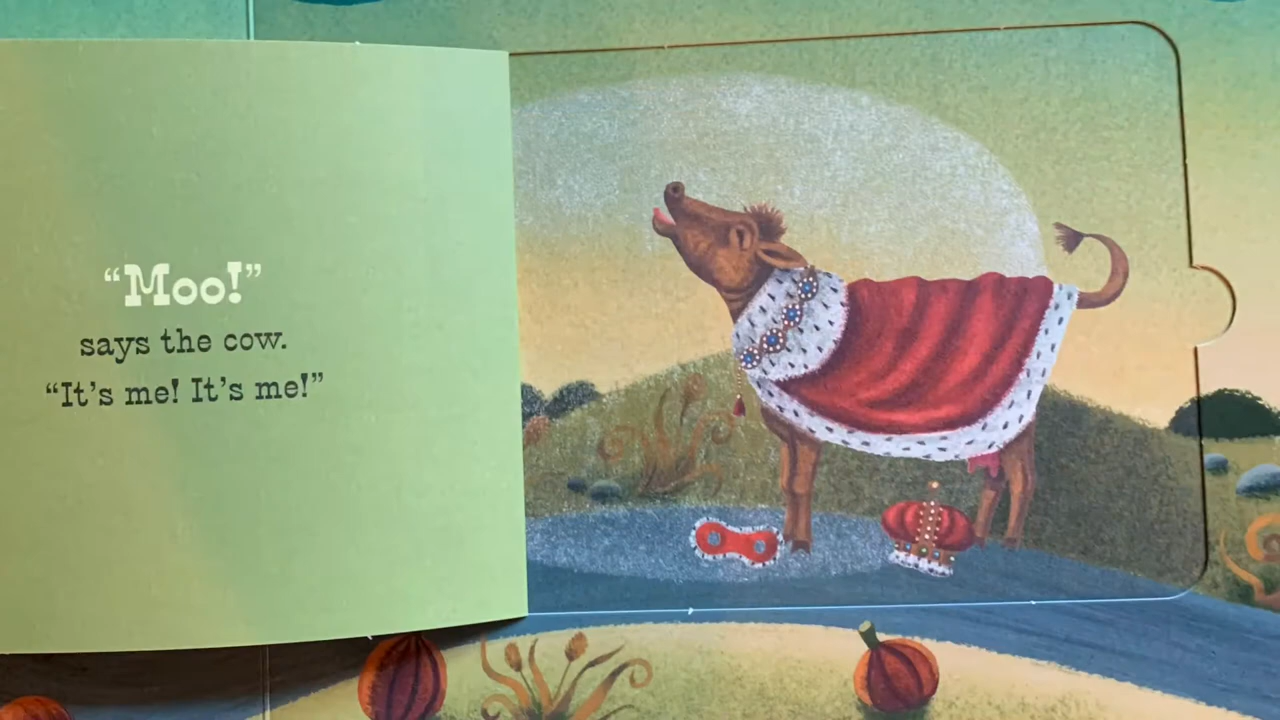 “Moo!”
says the cow.
“It’s me! It’s me!”